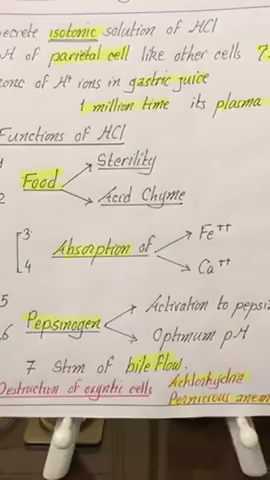 ecrete isotonic solution of HCl
H of parietal cell like other cells 7.
onc of H+ ions in gastric juice
1 million time its plasma
Functions of HCl
Sterility
Food
2
Acid Chyme
3
Fe++
Absorption of
4
Ca++
5
Activation to pepsi
Pepsinogen
6
Optimum pH
7 Stim of bile flow.
Destruction of oxyntic cells
Achlorhydria
Pernicious anem